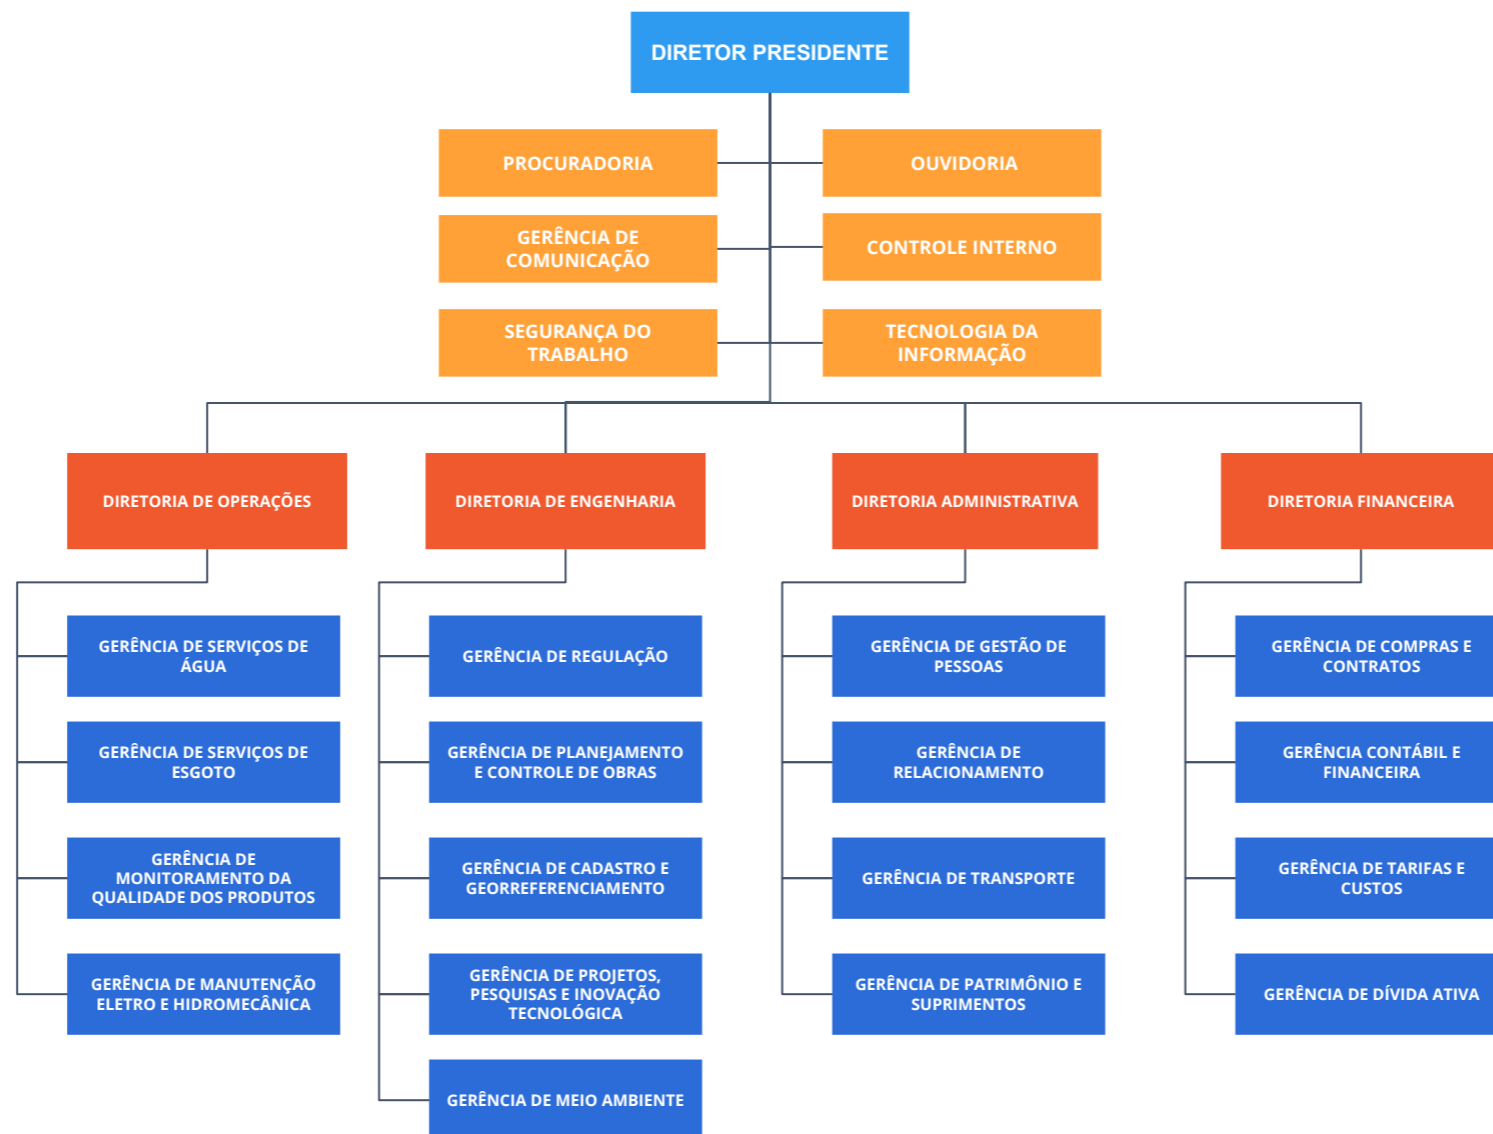 DIRETOR PRESIDENTE
PROCURADORIA
OUVIDORIA
GERÊNCIA DE
COMUNICAÇÃO
CONTROLE INTERNO
SEGURANÇA DO
TRABALHO
TECNOLOGIA DA
INFORMAÇÃO
DIRETORIA DE OPERAÇÕES
DIRETORIA DE ENGENHARIA
DIRETORIA ADMINISTRATIVA
DIRETORIA FINANCEIRA
GERÊNCIA DE SERVIÇOS DE
ÁGUA
GERÊNCIA DE REGULAÇÃO
GERÊNCIA DE GESTÃO DE
PESSOAS
GERÊNCIA DE COMPRAS E
CONTRATOS
GERÊNCIA DE SERVIÇOS DE
ESGOTO
GERÊNCIA DE PLANEJAMENTO
E CONTROLE DE OBRAS
GERÊNCIA DE
RELACIONAMENTO
GERÊNCIA CONTÁBIL E
FINANCEIRA
GERÊNCIA DE
MONITORAMENTO DA
QUALIDADE DOS PRODUTOS
GERÊNCIA DE CADASTRO E
GEORREFERENCIAMENTO
GERÊNCIA DE TRANSPORTE
GERÊNCIA DE TARIFAS E
CUSTOS
GERÊNCIA DE MANUTENÇÃO
ELETRO E HIDROMECÂNICA
GERÊNCIA DE PROJETOS,
PESQUISAS E INOVAÇÃO
TECNOLÓGICA
GERÊNCIA DE PATRIMÔNIO E
SUPRIMENTOS
GERÊNCIA DE DÍVIDA ATIVA
GERÊNCIA DE MEIO AMBIENTE